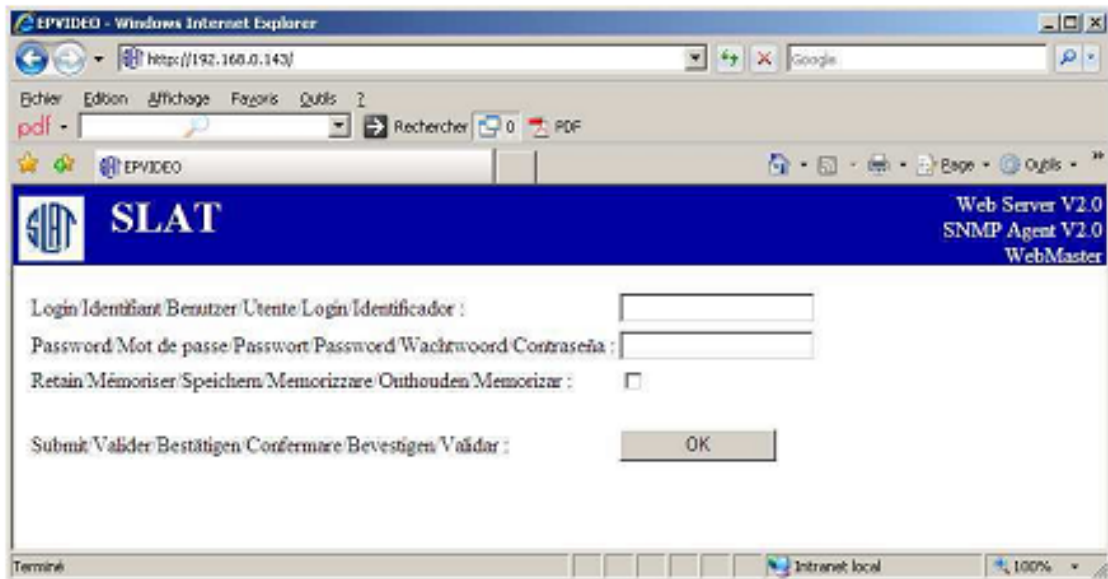 EPVIDEO - Windows Internet Explorer
http://192.168.0.143/
Google
Fichier Edition Affichage Favoris Outils ?
pdf Rechercher 0 PDF
EPVIDEO Page Outils »
SLAT SLAT Web Server V2.0
SNMP Agent V2.0
WebMaster
Login/Identifiant/Benutzer/Utente/Login/Identificador :
Password/Mot de passe/Passwort/Password/Wachtwoord/Contraseña :
Retain/Mémoriser/Speichern/Memorizzare/Onthouden/Memorizar :
Submit/Valider/Bestätigen/Confermare/Bevestigen/Validar : OK
Terminé Intranet local 100%